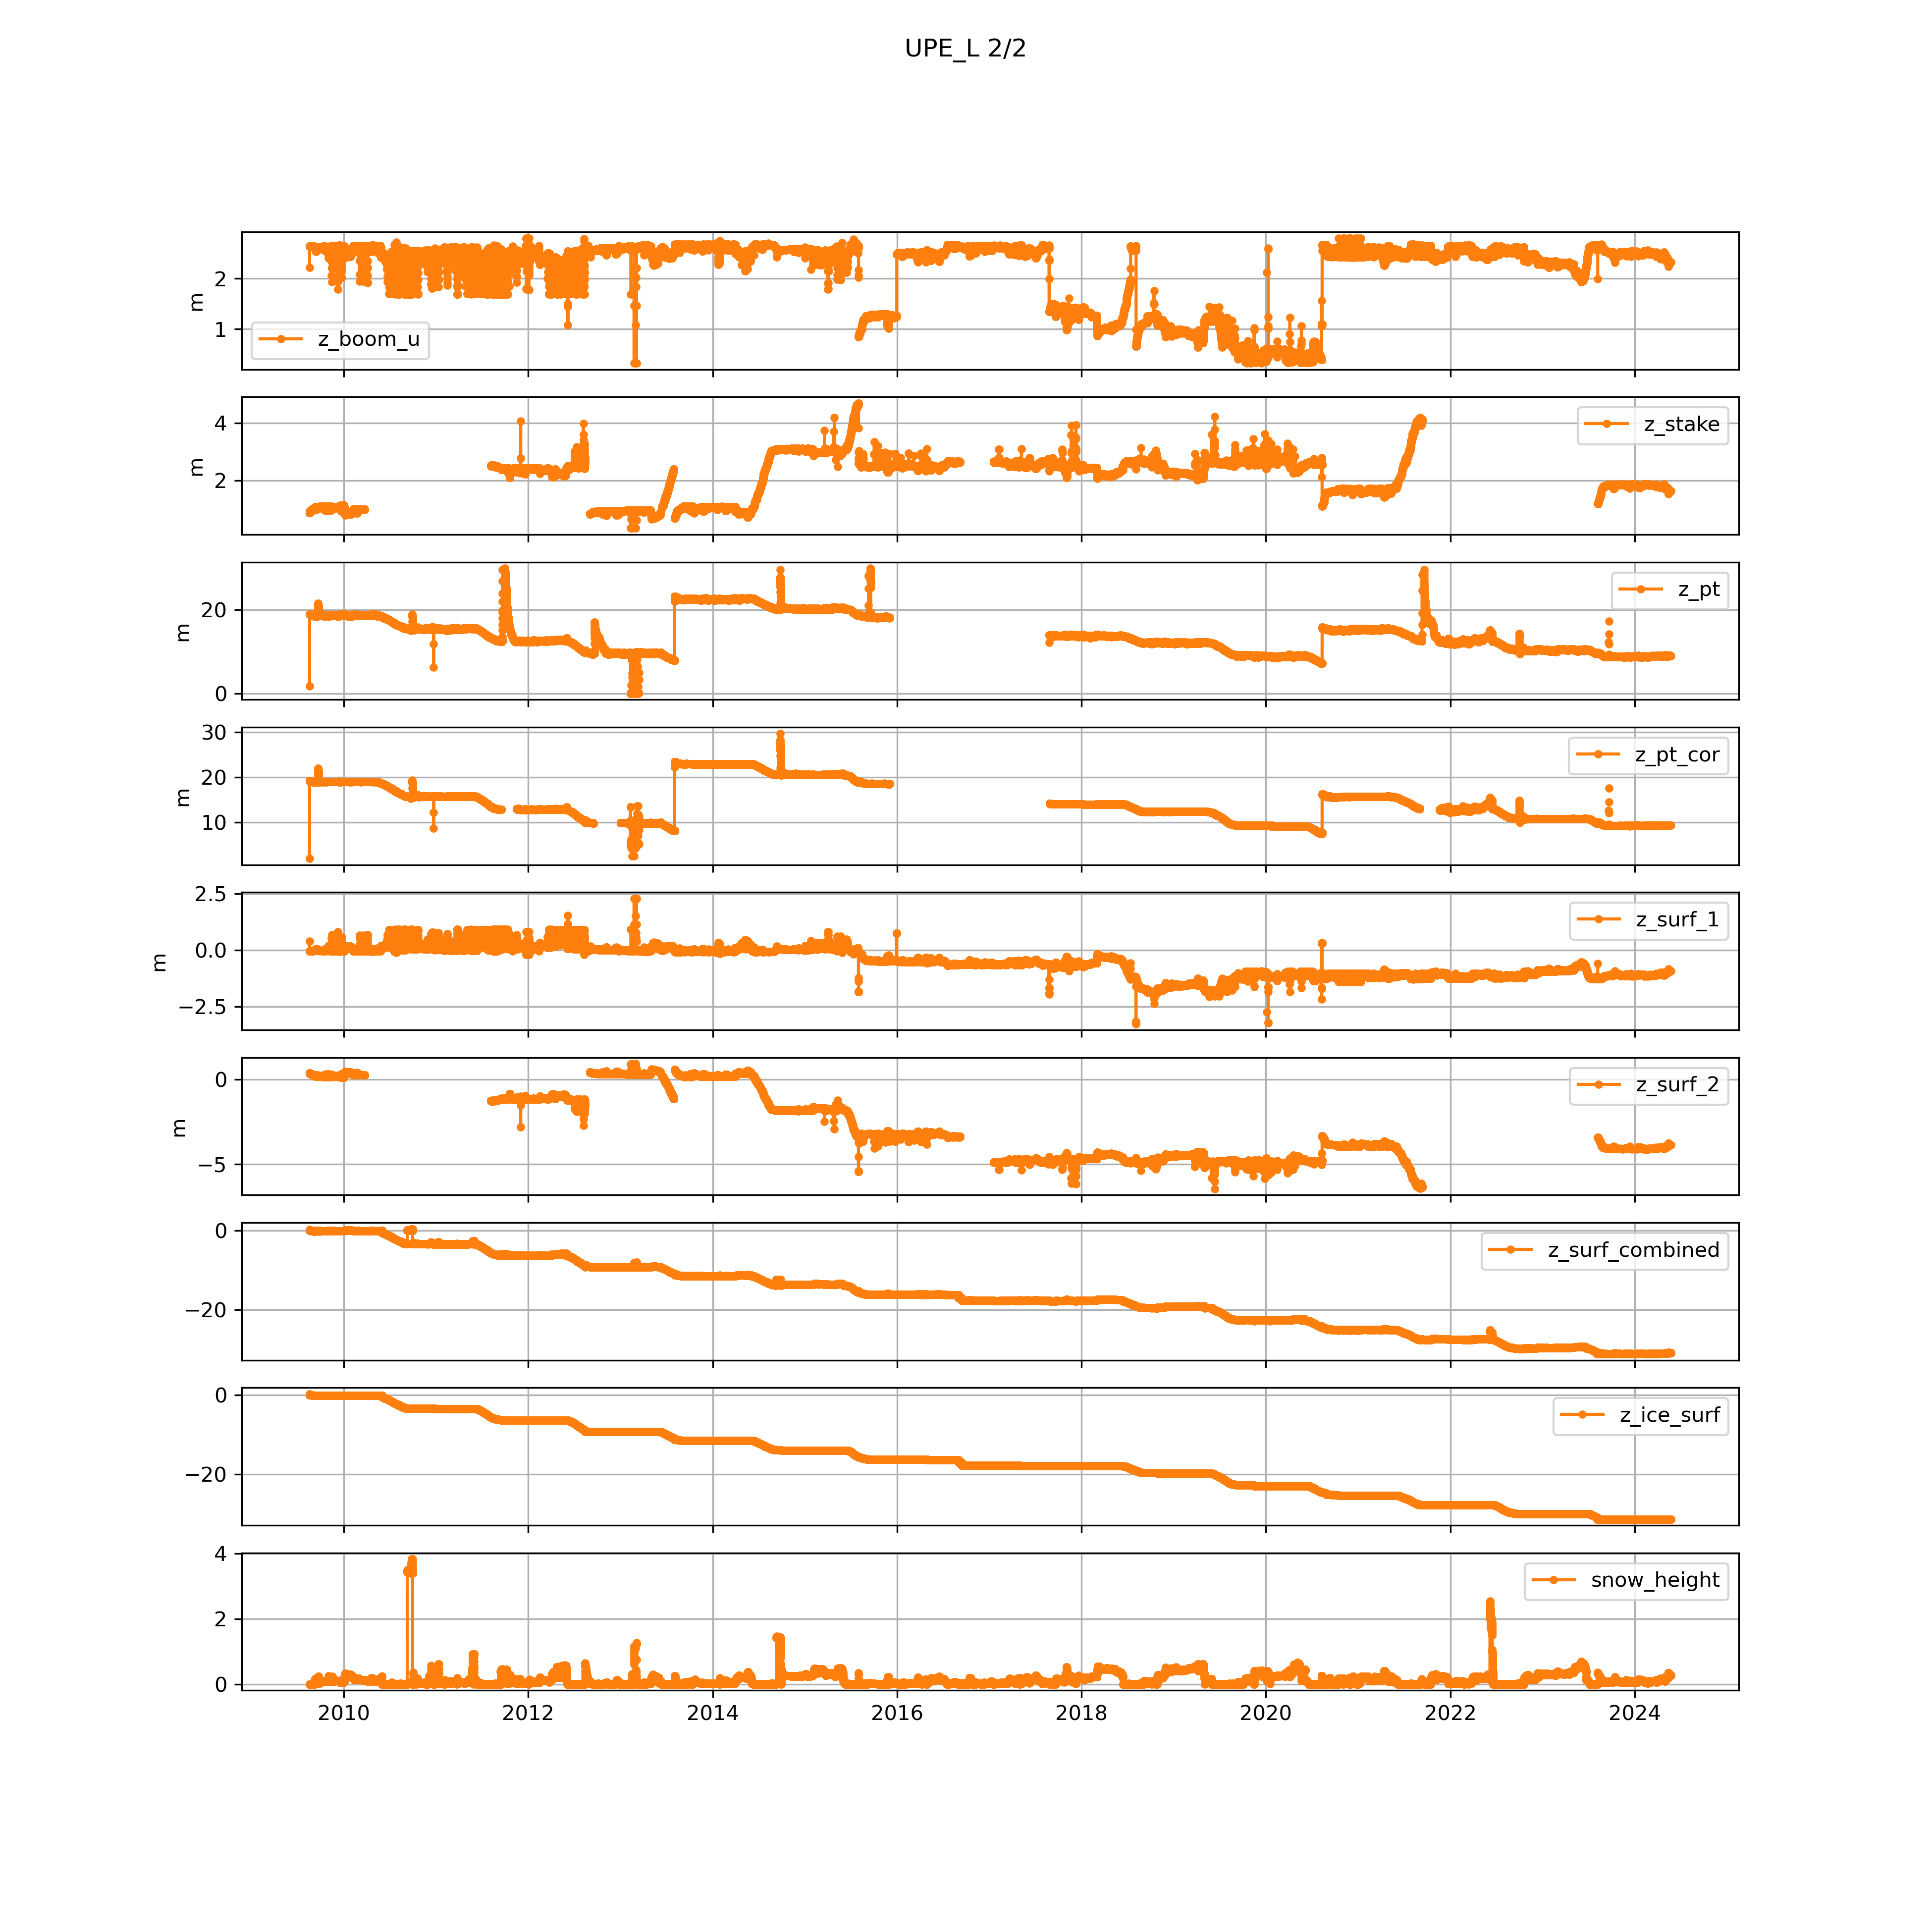 UPE_L 2/2
2
1
m
z_boom_u
4
2
m
z_stake
20
0
m
z_pt
30
20
10
m
z_pt_cor
2.5
0.0
−2.5
m
z_surf_1
0
−5
m
z_surf_2
0
−20
z_surf_combined
0
−20
z_ice_surf
4
2
0
snow_height
2010 2012 2014 2016 2018 2020 2022 2024